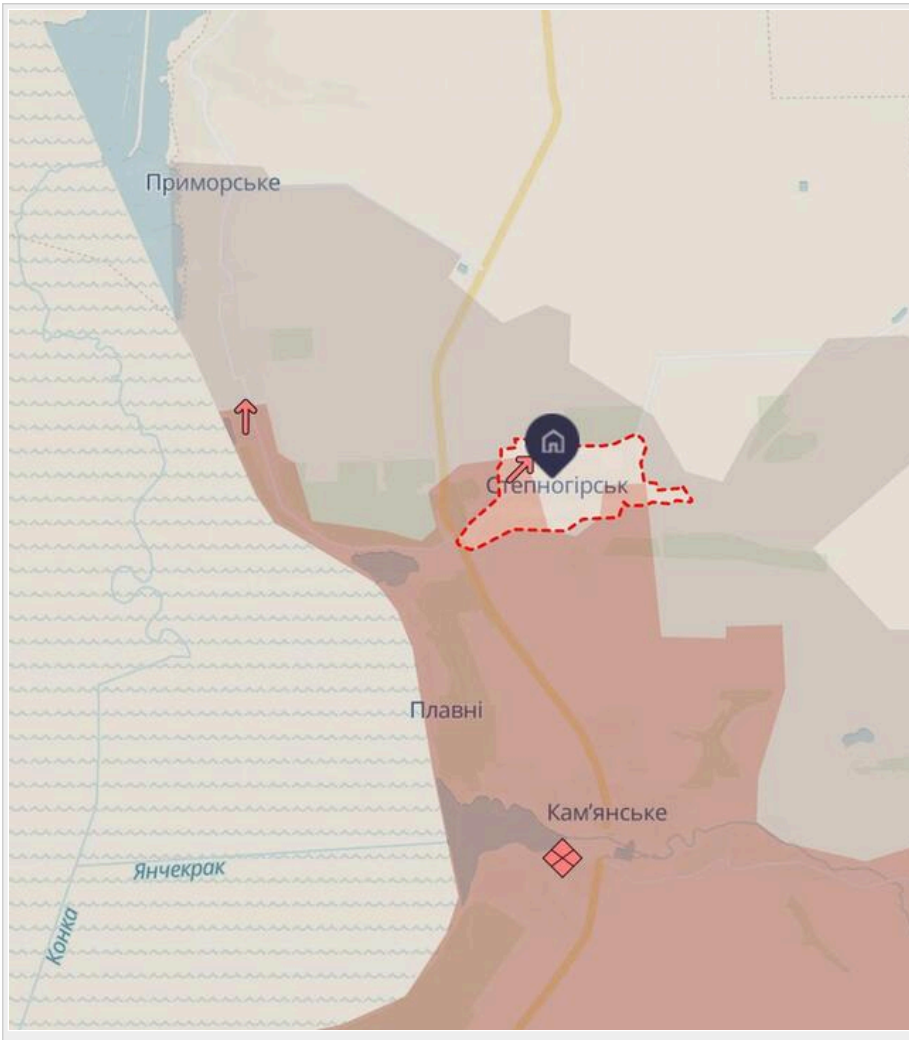 Приморське
Степногірськ
Плавні
Кам’янське
Янчекрак
Конка